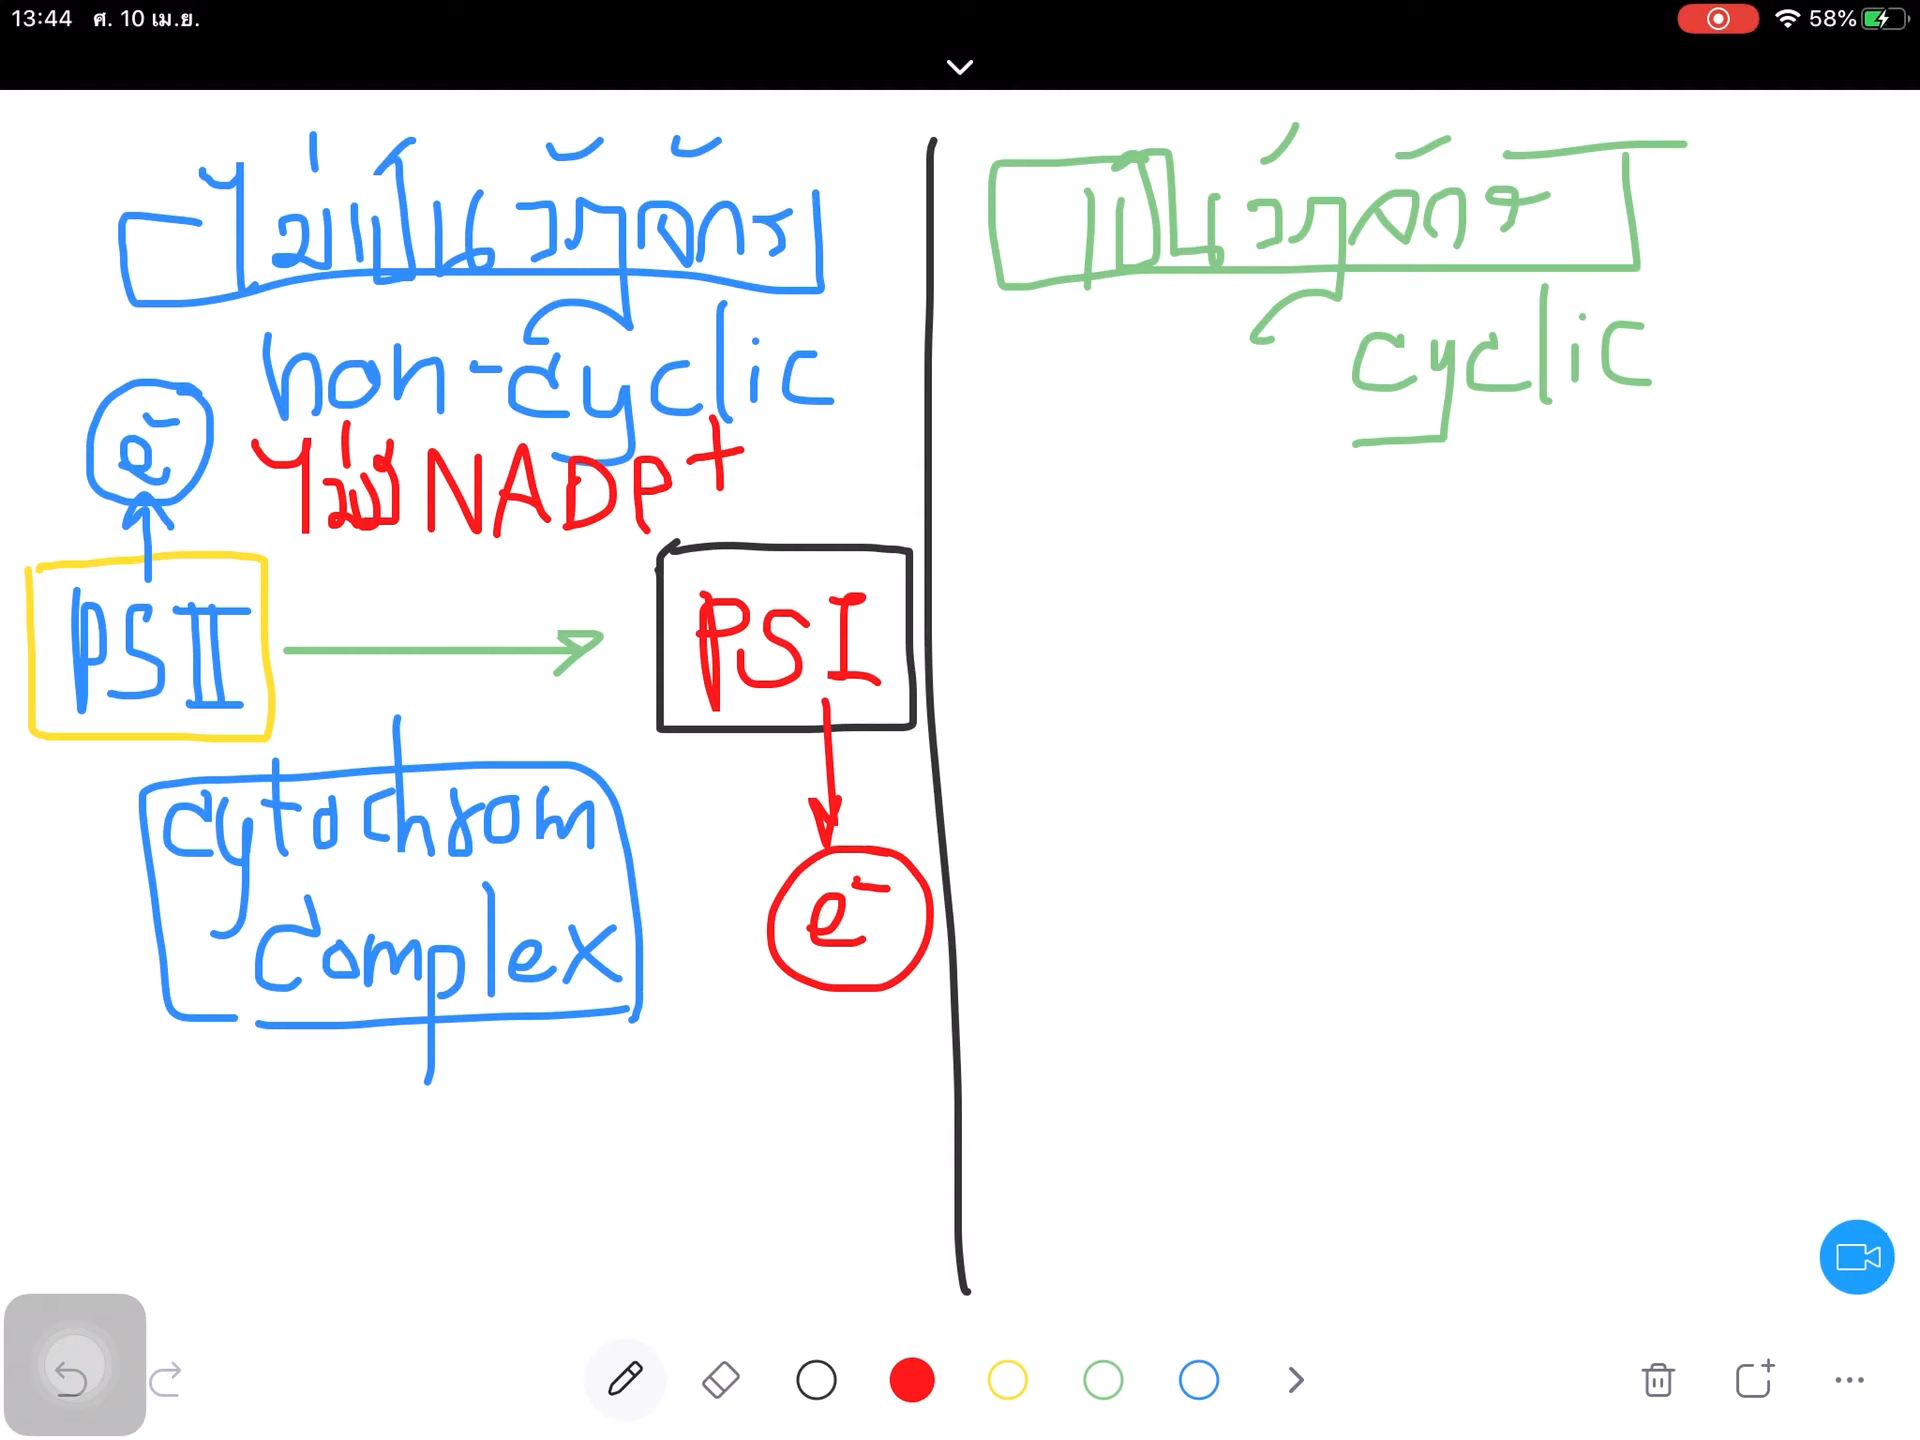 13:44 ศ. 10 เม.ย.
58%
ไม่เป็นวัฏจักร
non-cyclic
e-
ไม่มี NADP+
PSII
PSI
cytochrom
complex
e-
เป็นวัฏจักร
cyclic